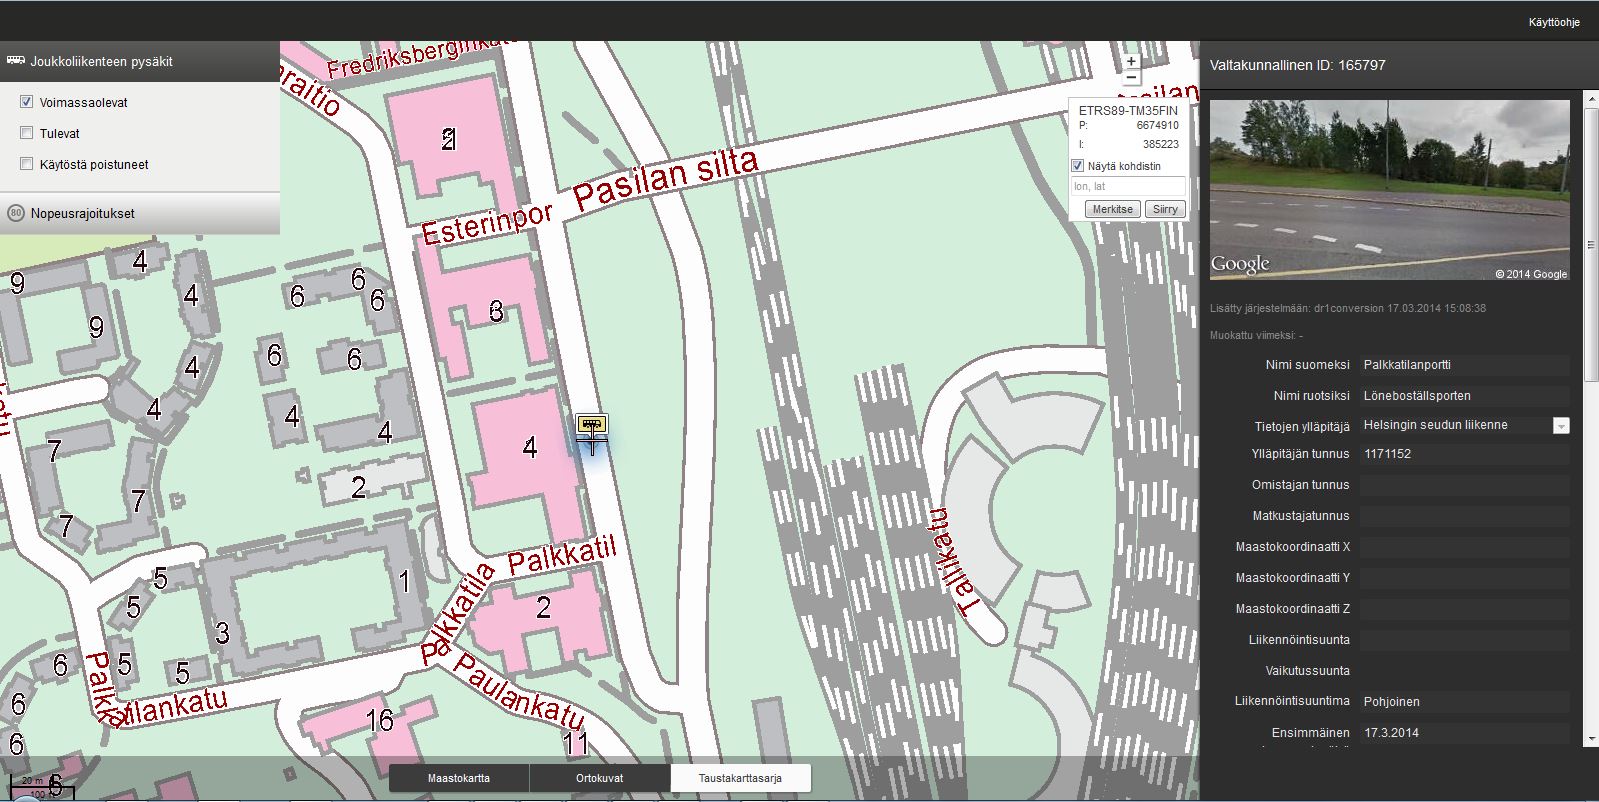 Käyttöohje
Joukkoliikenteen pysäkit
Voimassaolevat
Tulevat
Käytöstä poistuneet
80 Nopeusrajoitukset
Fredriksberginkatu
raitio
Pasilan silta
Esterinpor
silan
+
−
ETRS89-TM35FIN
P: 6674910
I: 385223
Näytä kohdistin
lon, lat
Merkitse Siirry
9
4
4
9
4
4
6
6
6
6
6
4
4
2
3
4
7
7
7
5
5
1
3
5
5
6
6
6
2
16
11
6
Palkkatil
Palkkatila
Palkka
tilankatu
Paulankatu
Tallikatu
20 m
100 ft
Maastokartta
Ortokuvat
Taustakarttasarja
Valtakunnallinen ID: 165797
Google
© 2014 Google
Lisätty järjestelmään: dr1conversion 17.03.2014 15:08:38
Muokattu viimeksi: -
Nimi suomeksi Palkkatilanportti
Nimi ruotsiksi Löneboställsporten
Tietojen ylläpitäjä Helsingin seudun liikenne
Ylläpitäjän tunnus 1171152
Omistajan tunnus
Matkustajatunnus
Maastokoordinaatti X
Maastokoordinaatti Y
Maastokoordinaatti Z
Liikennöintisuunta
Vaikutussuunta
Liikennöintisuuntima Pohjoinen
Ensimmäinen 17.3.2014